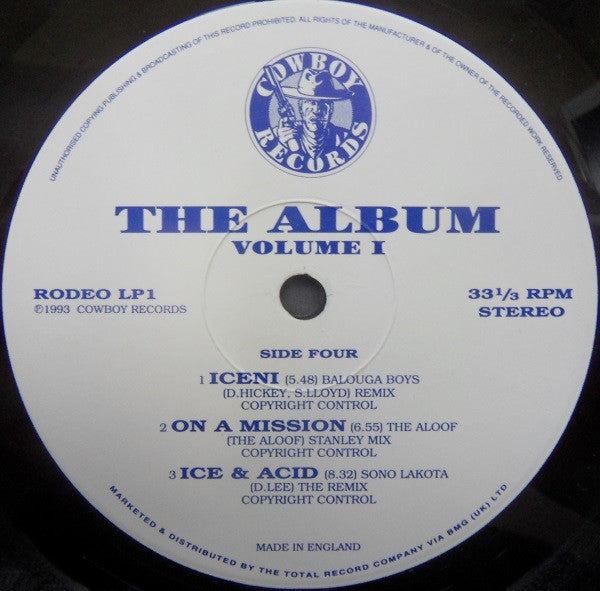 UNAUTHORISED COPYING PUBLISHING & BROADCASTING OF THIS RECORD PROHIBITED. ALL RIGHTS OF THE MANUFACTURER & OF THE OWNER OF THE RECORDED WORK RESERVED
COWBOY
RECORDS
THE ALBUM
VOLUME I
RODEO LP1
℗1993 COWBOY RECORDS
33 1/3 RPM
STEREO
SIDE FOUR
1 ICENI (5.48) BALOUGA BOYS
(D.HICKEY, S.LLOYD) REMIX
COPYRIGHT CONTROL
2 ON A MISSION (6.55) THE ALOOF
(THE ALOOF) STANLEY MIX
COPYRIGHT CONTROL
3 ICE & ACID (8.32) SONO LAKOTA
(D.LEE) THE REMIX
COPYRIGHT CONTROL
MADE IN ENGLAND
MARKETED & DISTRIBUTED BY THE TOTAL RECORD COMPANY VIA BMG (UK) LTD